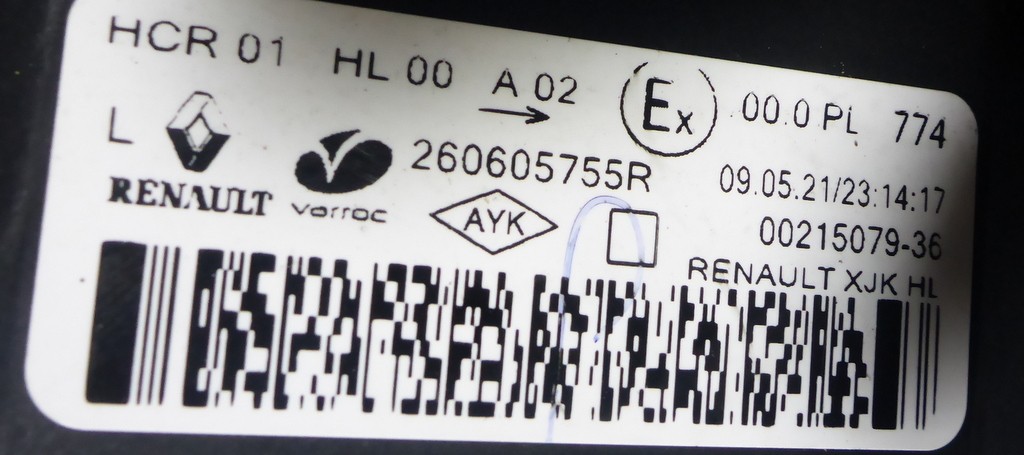 HCR 01 HL 00 A 02 Ex 00.0 PL 774
L RENAULT varroc 260605755R 09.05.21/23:14:17
AYK 00215079-36
RENAULT XJK HL